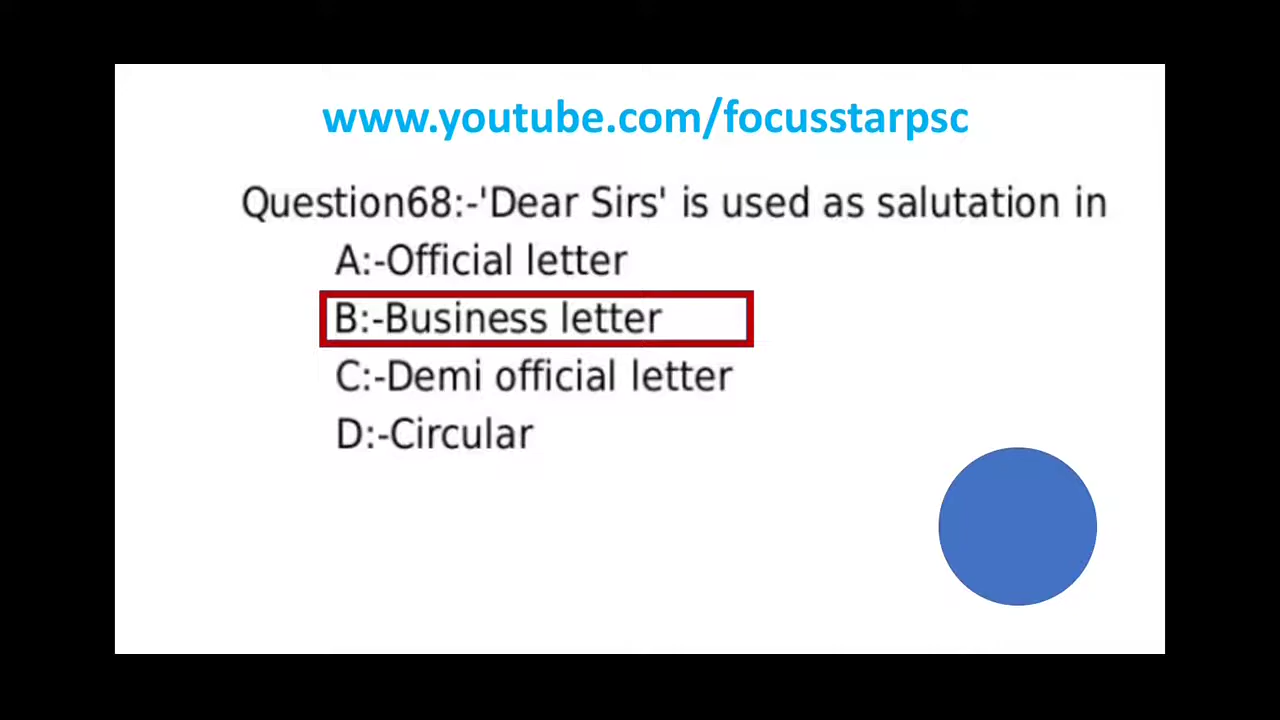 www.youtube.com/focusstarpsc
Question68:-'Dear Sirs' is used as salutation in
A:-Official letter
B:-Business letter
C:-Demi official letter
D:-Circular